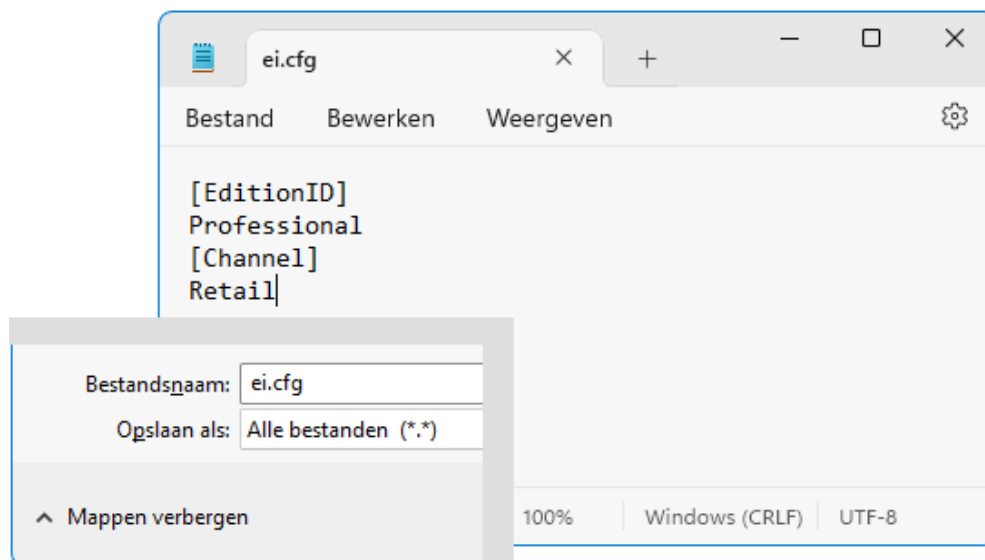 ei.cfg
Bestand Bewerken Weergeven
[EditionID]
Professional
[Channel]
Retail
Bestandsnaam: ei.cfg
Opslaan als: Alle bestanden (*.*)
Mappen verbergen
100% Windows (CRLF) UTF-8